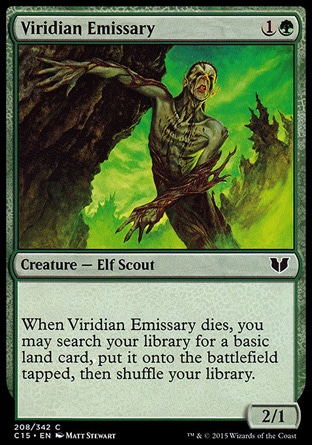 Viridian Emissary 1
Creature — Elf Scout
When Viridian Emissary dies, you
may search your library for a basic
land card, put it onto the battlefield
tapped, then shuffle your library.
2/1
208/342 C
C15 • EN Matt Stewart
™ & © 2015 Wizards of the Coast